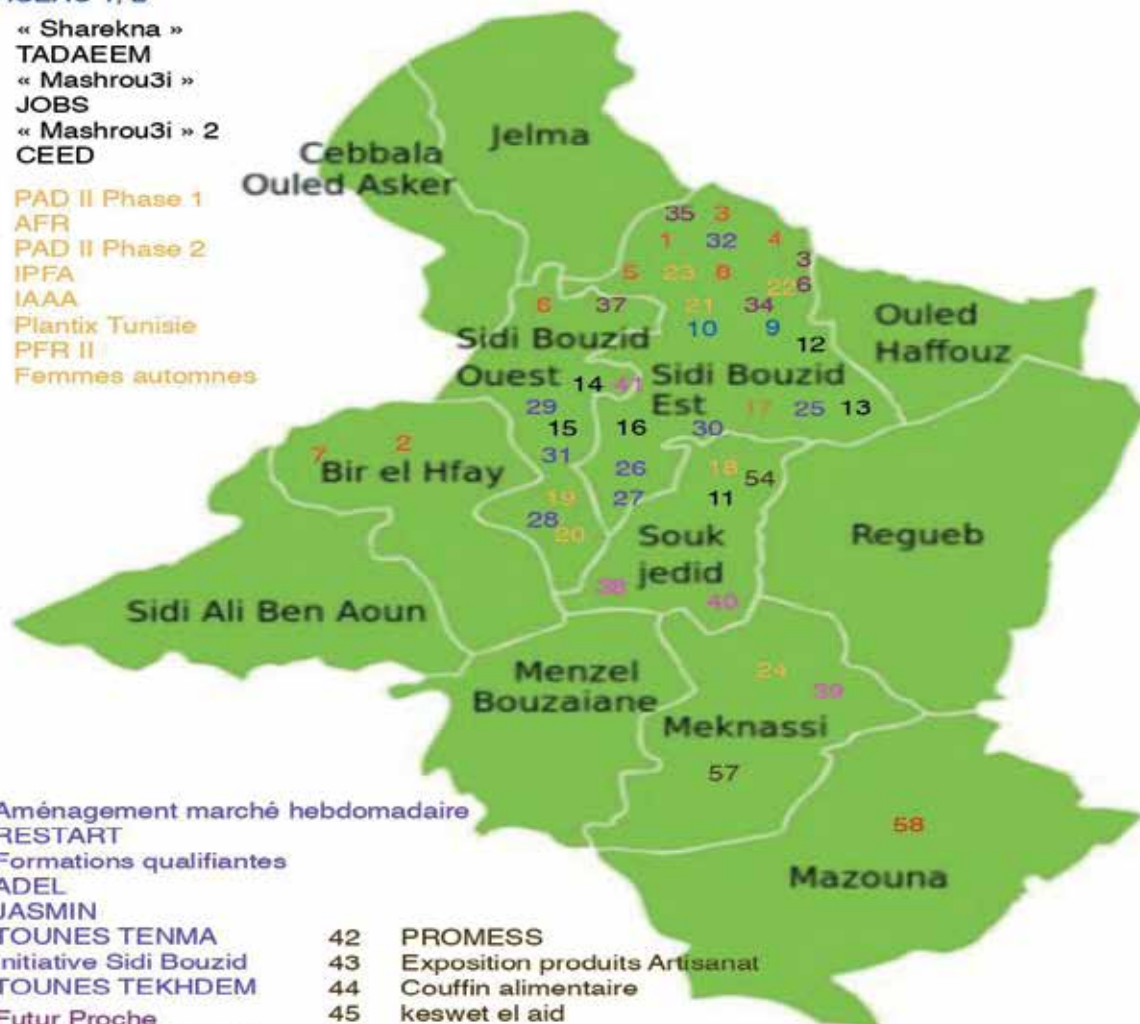 « Sharekna »
TADAEEM
« Mashrou3i »
JOBS
« Mashrou3i » 2
CEED
PAD II Phase 1
AFR
PAD II Phase 2
IPFA
IAAA
Plantix Tunisie
PFR II
Femmes automnes
Jelma
Cebbala
Ouled Asker
35 3
1 32 4
3
5 23 8
22 6
6 37 21 34
10 9
12
Ouled
Haffouz
Sidi Bouzid
Ouest
14 41
Sidi Bouzid
Est
29
17 25 13
15 16 30
7 2
31
Bir el Hfay
26 18 54
19 27 11
28 20
Souk
jedid
Regueb
38 40
Sidi Ali Ben Aoun
Menzel
Bouzaiane
24
39
Meknassi
57
58
Mazouna
Aménagement marché hebdomadaire
RESTART
Formations qualifiantes
ADEL
JASMIN
TOUNES TENMA
Initiative Sidi Bouzid
TOUNES TEKHDEM
Futur Proche
42 PROMESS
43 Exposition produits Artisanat
44 Couffin alimentaire
45 keswet el aid